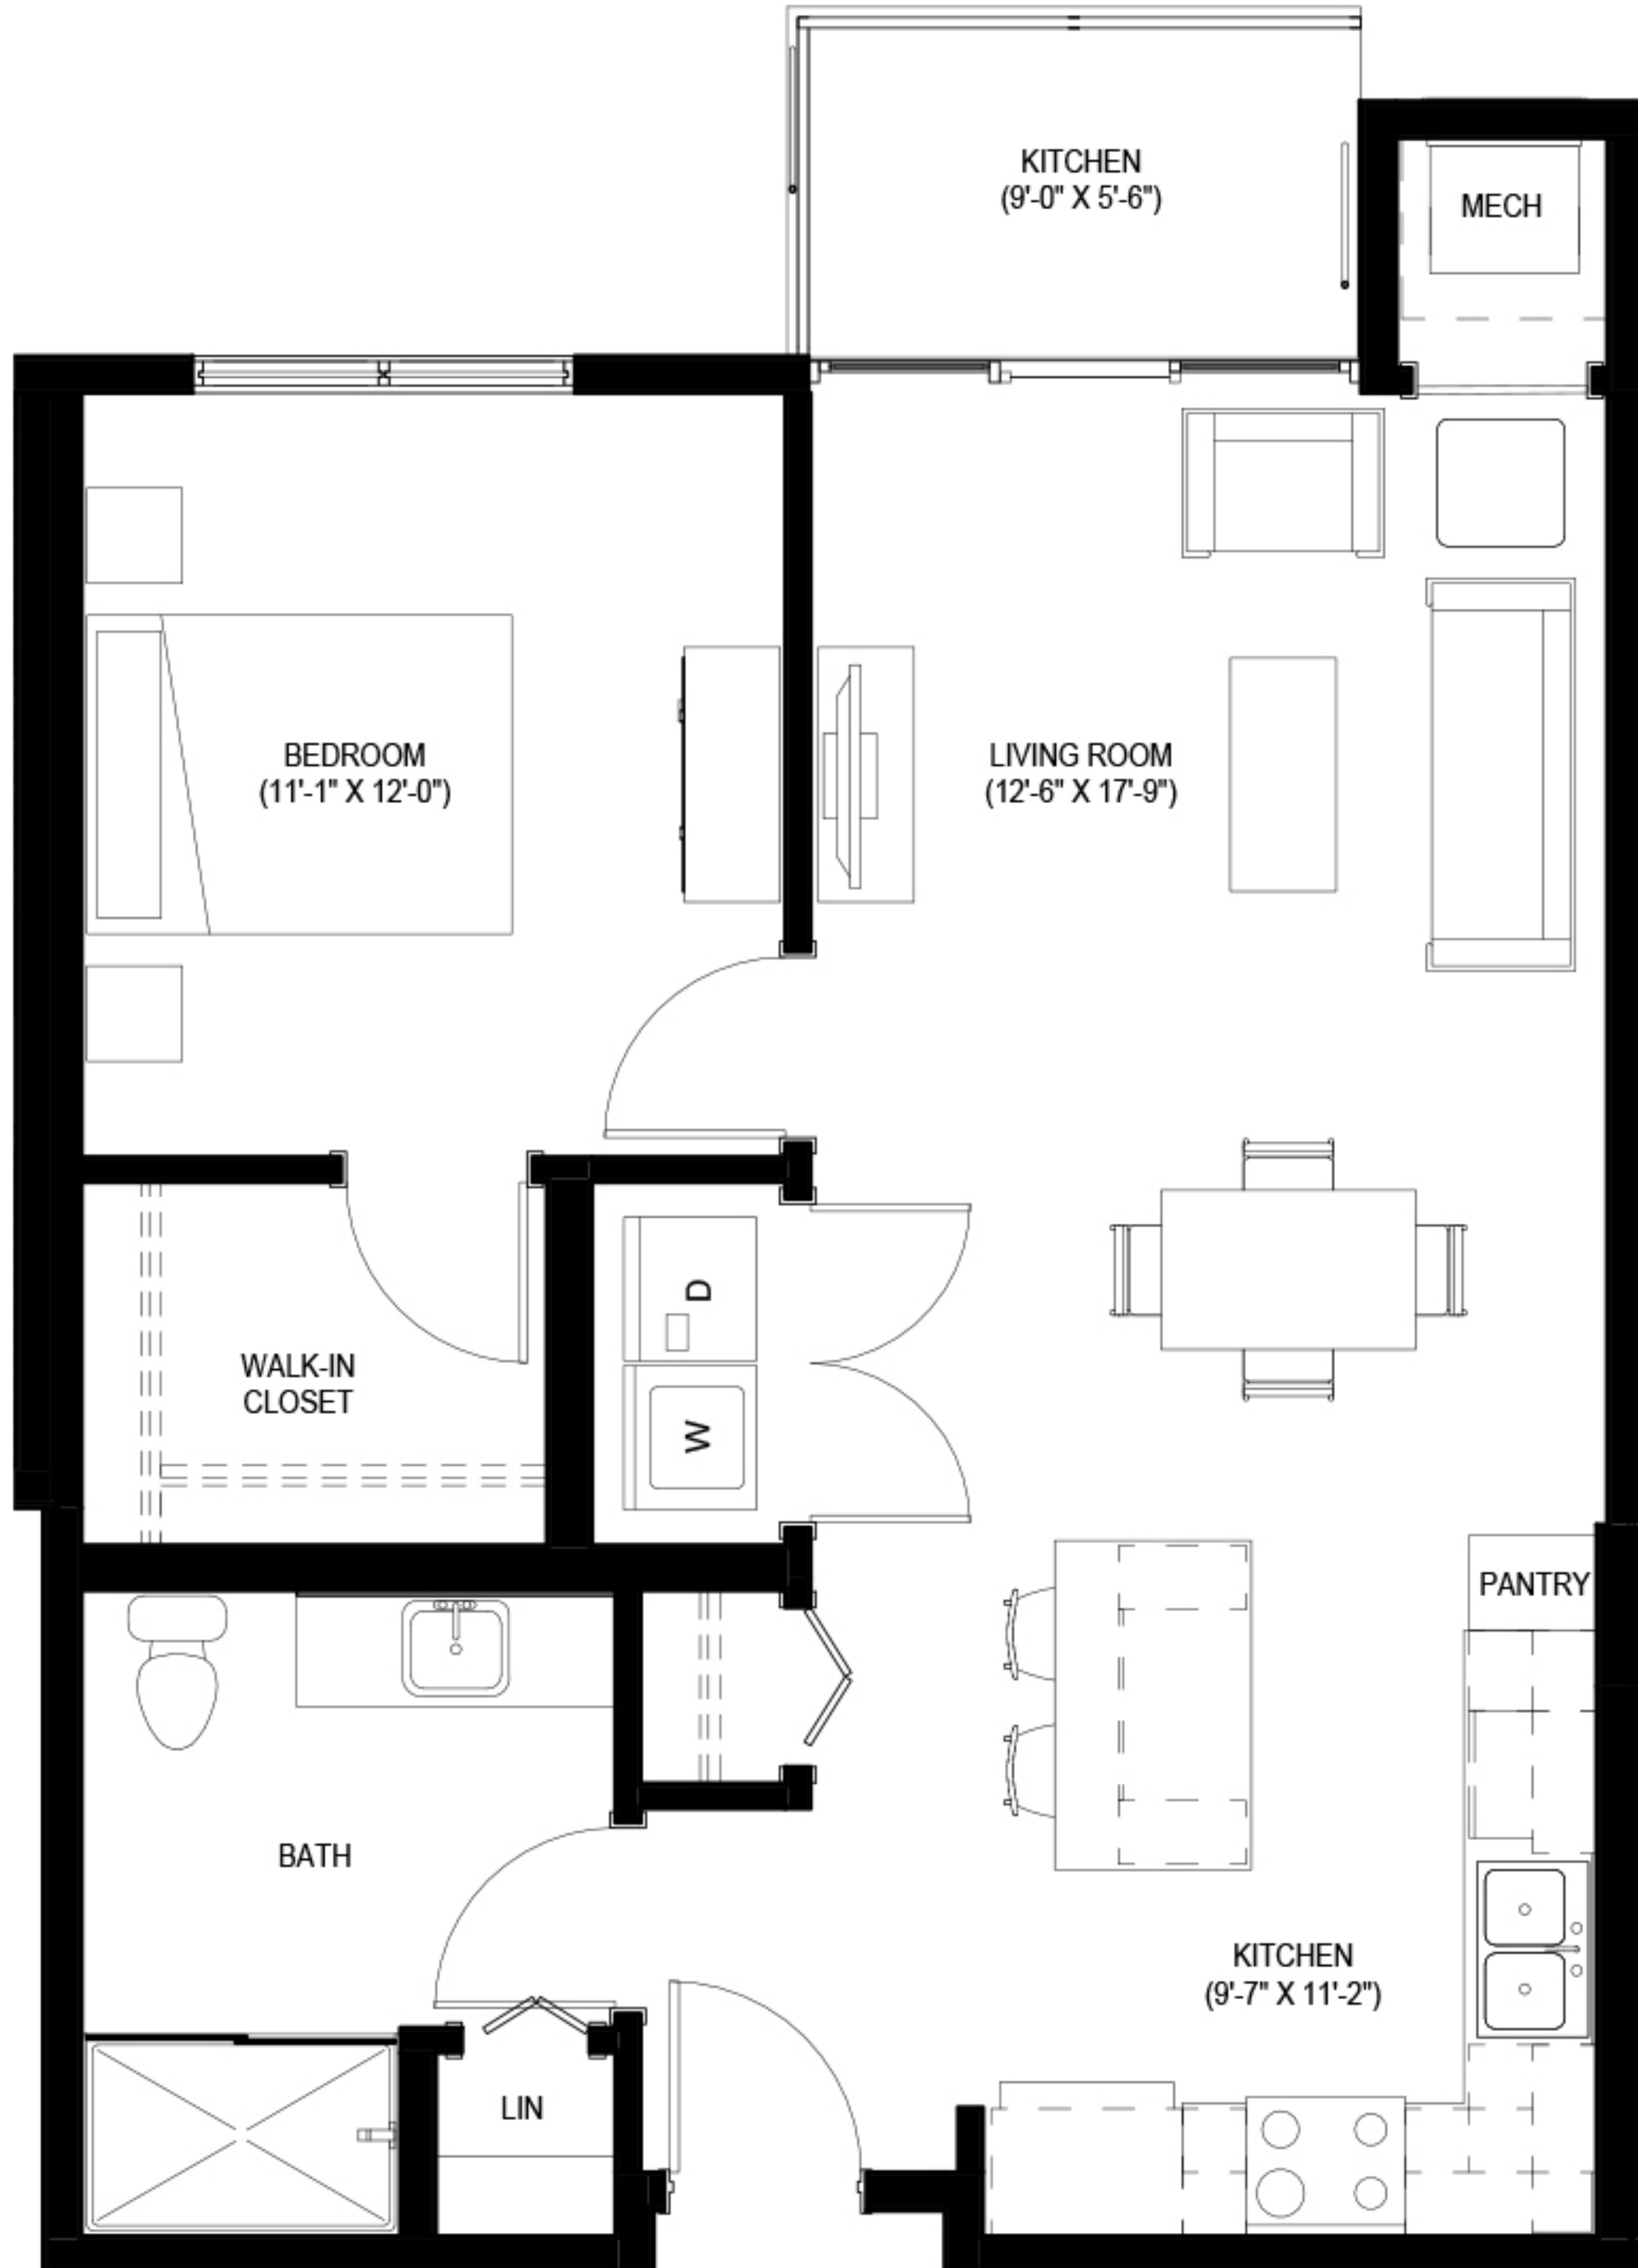 KITCHEN
(9'-0" X 5'-6")
MECH
BEDROOM
(11'-1" X 12'-0")
LIVING ROOM
(12'-6" X 17'-9")
D
WALK-IN
CLOSET
W
PANTRY
BATH
KITCHEN
(9'-7" X 11'-2")
LIN